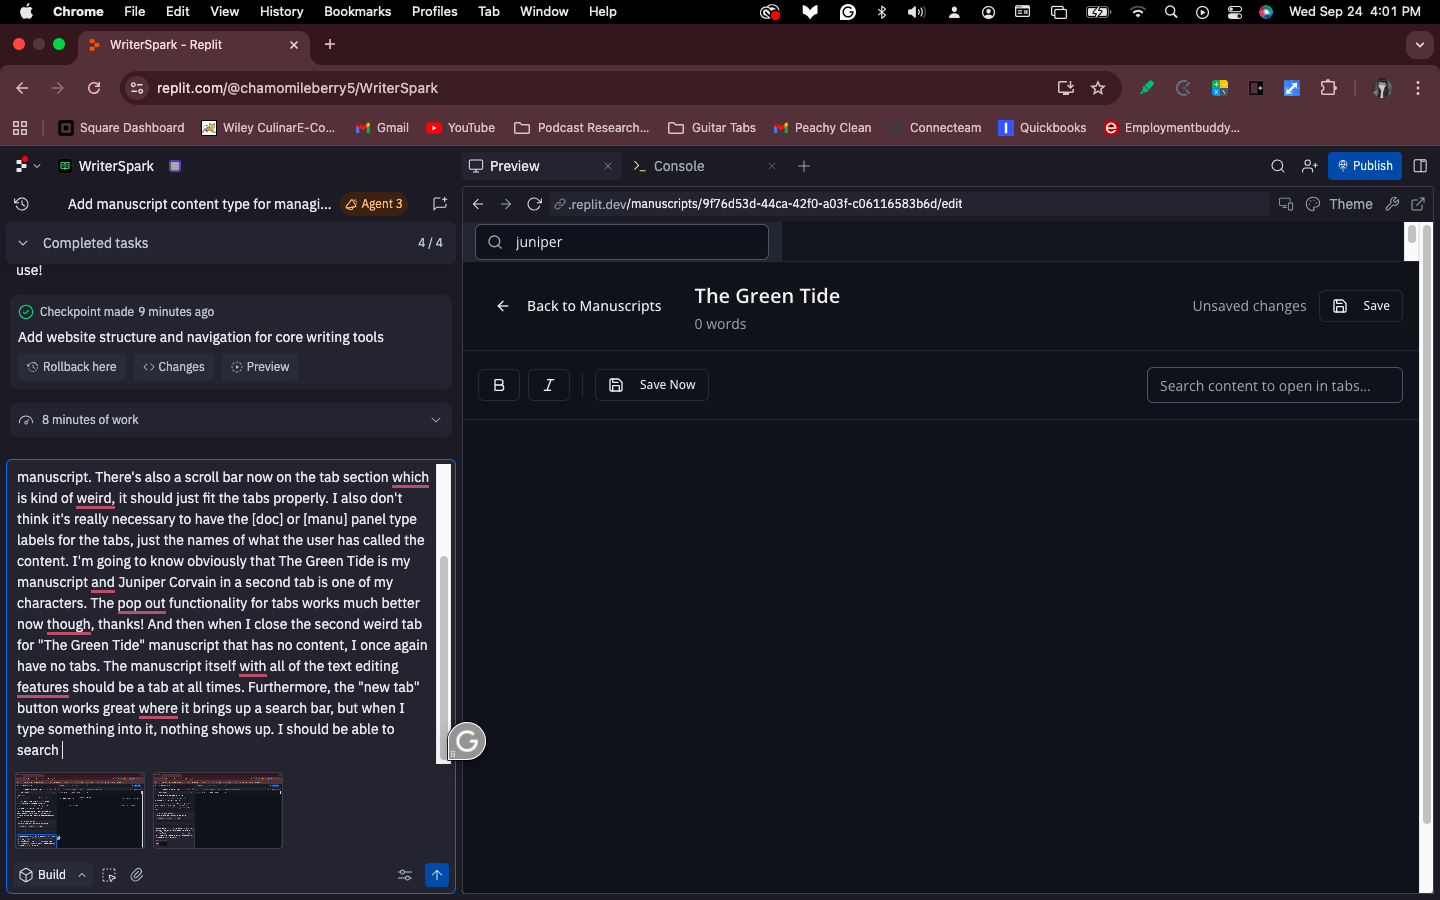 Chrome File Edit View History Bookmarks Profiles Tab Window Help Wed Sep 24 4:01 PM
WriterSpark - Replit
replit.com/@chamomileberry5/WriterSpark
Square Dashboard Wiley CulinarE-Co... Gmail YouTube Podcast Research... Guitar Tabs Peachy Clean Connecteam Quickbooks Employmentbuddy...
WriterSpark Preview Console Publish
Add manuscript content type for managi... Agent 3 .replit.dev/manuscripts/9f76d53d-44ca-42f0-a03f-c06116583b6d/edit Theme
Completed tasks 4 / 4
juniper
use!
Checkpoint made 9 minutes ago
Add website structure and navigation for core writing tools
Rollback here Changes Preview
8 minutes of work
Back to Manuscripts The Green Tide Unsaved changes Save
0 words
B I Save Now Search content to open in tabs...
manuscript. There's also a scroll bar now on the tab section which
is kind of weird, it should just fit the tabs properly. I also don't
think it's really necessary to have the [doc] or [manu] panel type
labels for the tabs, just the names of what the user has called the
content. I'm going to know obviously that The Green Tide is my
manuscript and Juniper Corvain in a second tab is one of my
characters. The pop out functionality for tabs works much better
now though, thanks! And then when I close the second weird tab
for "The Green Tide" manuscript that has no content, I once again
have no tabs. The manuscript itself with all of the text editing
features should be a tab at all times. Furthermore, the "new tab"
button works great where it brings up a search bar, but when I
type something into it, nothing shows up. I should be able to
search
Build